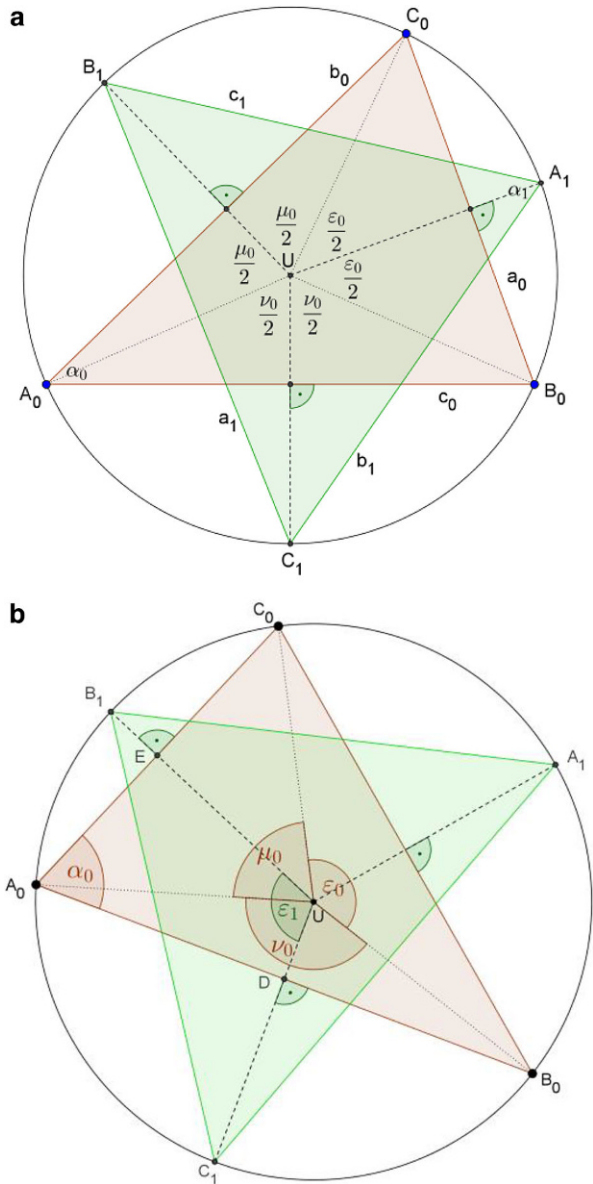 a
C₀
B₁
b₀
c₁
A₁
α₁
μ₀/2
ε₀/2
μ₀/2
U
ε₀/2
a₀
ν₀/2
ν₀/2
α₀
A₀
c₀
B₀
a₁
b₁
C₁
b
C₀
B₁
E
A₁
μ₀
α₀
ε₀
A₀
ε₁
U
ν₀
D
B₀
C₁